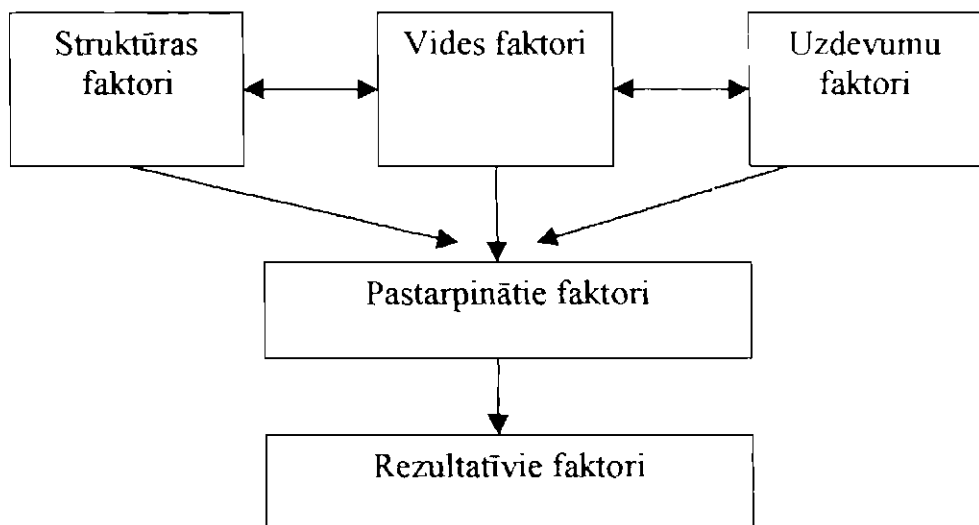 Struktūras
faktori
Vides faktori
Uzdevumu
faktori
Pastarpinātie faktori
Rezultatīvie faktori